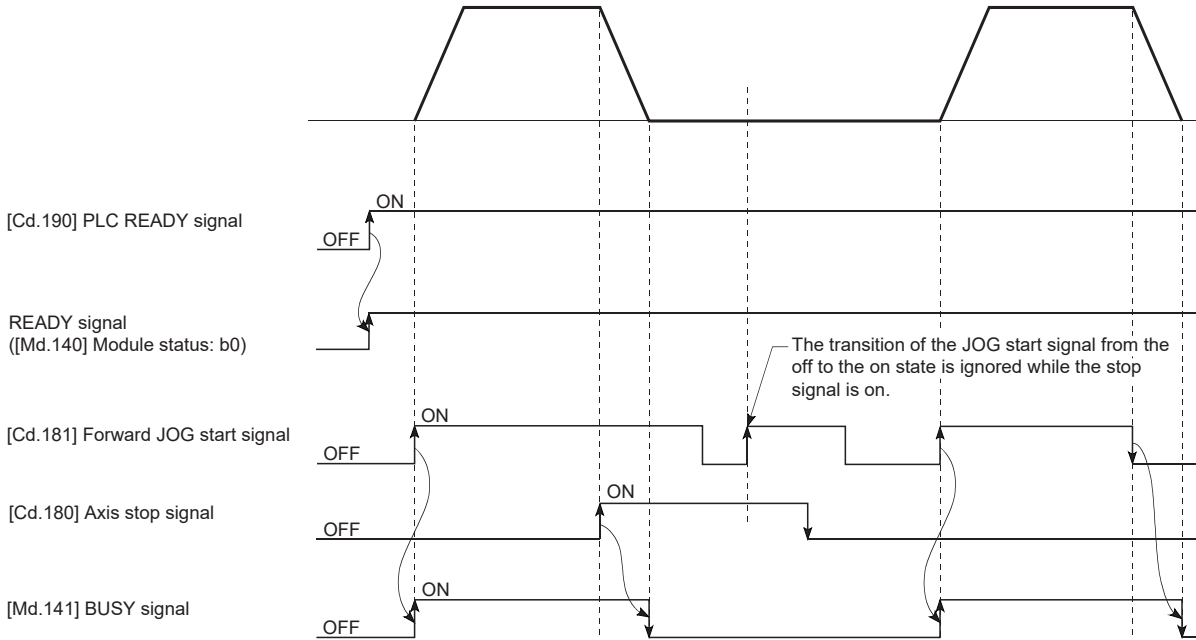 [Cd.190] PLC READY signal
ON
OFF
READY signal
([Md.140] Module status: b0)
The transition of the JOG start signal from the
off to the on state is ignored while the stop
signal is on.
[Cd.181] Forward JOG start signal
ON
OFF
[Cd.180] Axis stop signal
ON
OFF
[Md.141] BUSY signal
ON
OFF